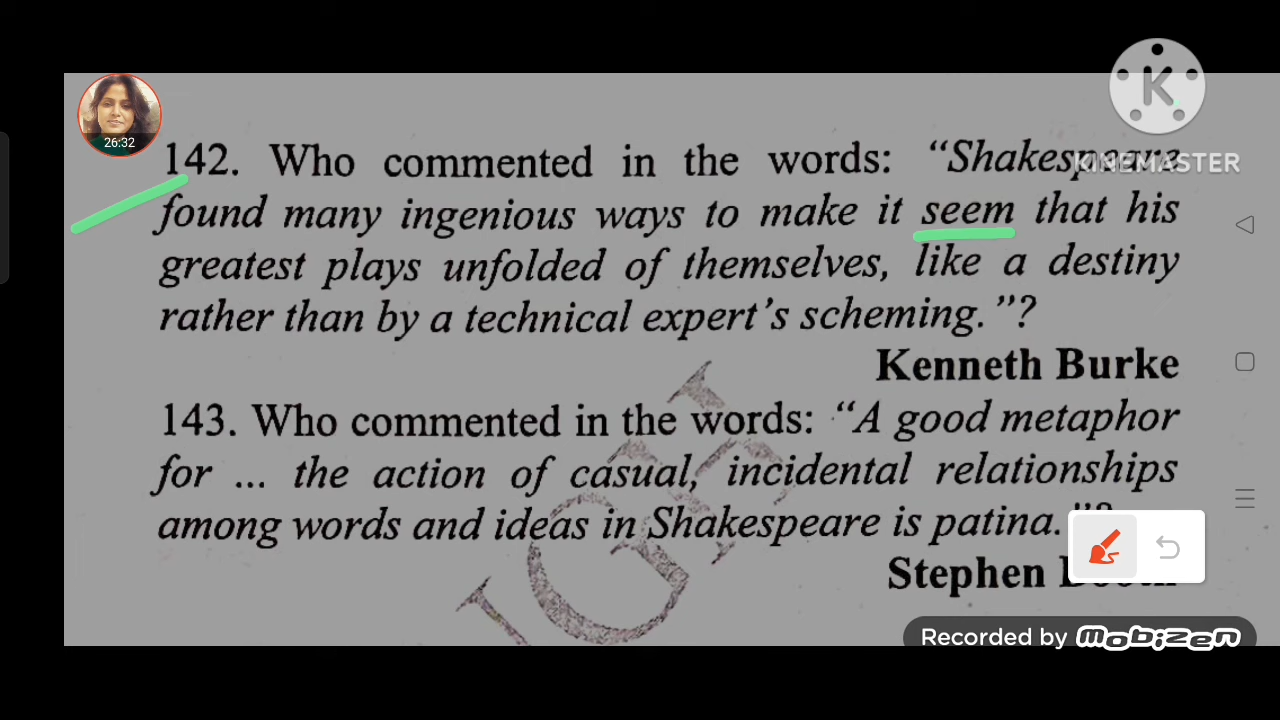 26:32
K
KINEMASTER
142. Who commented in the words: “Shakespeare
found many ingenious ways to make it seem that his
greatest plays unfolded of themselves, like a destiny
rather than by a technical expert’s scheming.”?
Kenneth Burke
143. Who commented in the words: “A good metaphor
for ... the action of casual, incidental relationships
among words and ideas in Shakespeare is patina.”?
Stephen
Recorded by mobizen